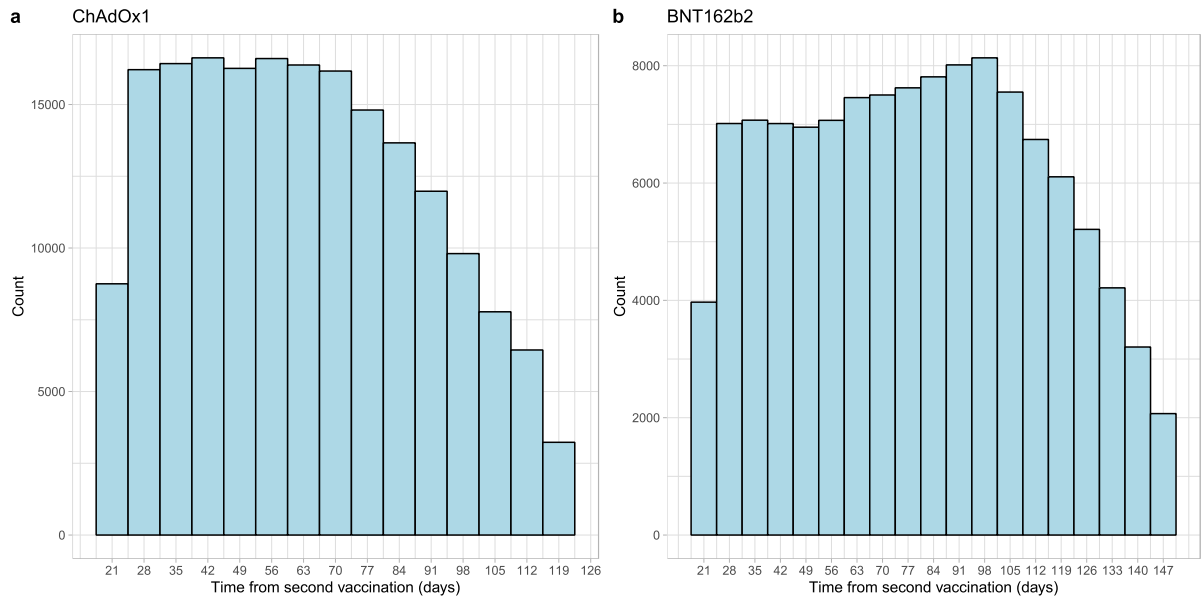 a ChAdOx1
15000
10000
5000
0
Count
21 28 35 42 49 56 63 70 77 84 91 98 105 112 119 126
Time from second vaccination (days)
b BNT162b2
8000
6000
4000
2000
0
Count
21 28 35 42 49 56 63 70 77 84 91 98 105 112 119 126 133 140 147
Time from second vaccination (days)